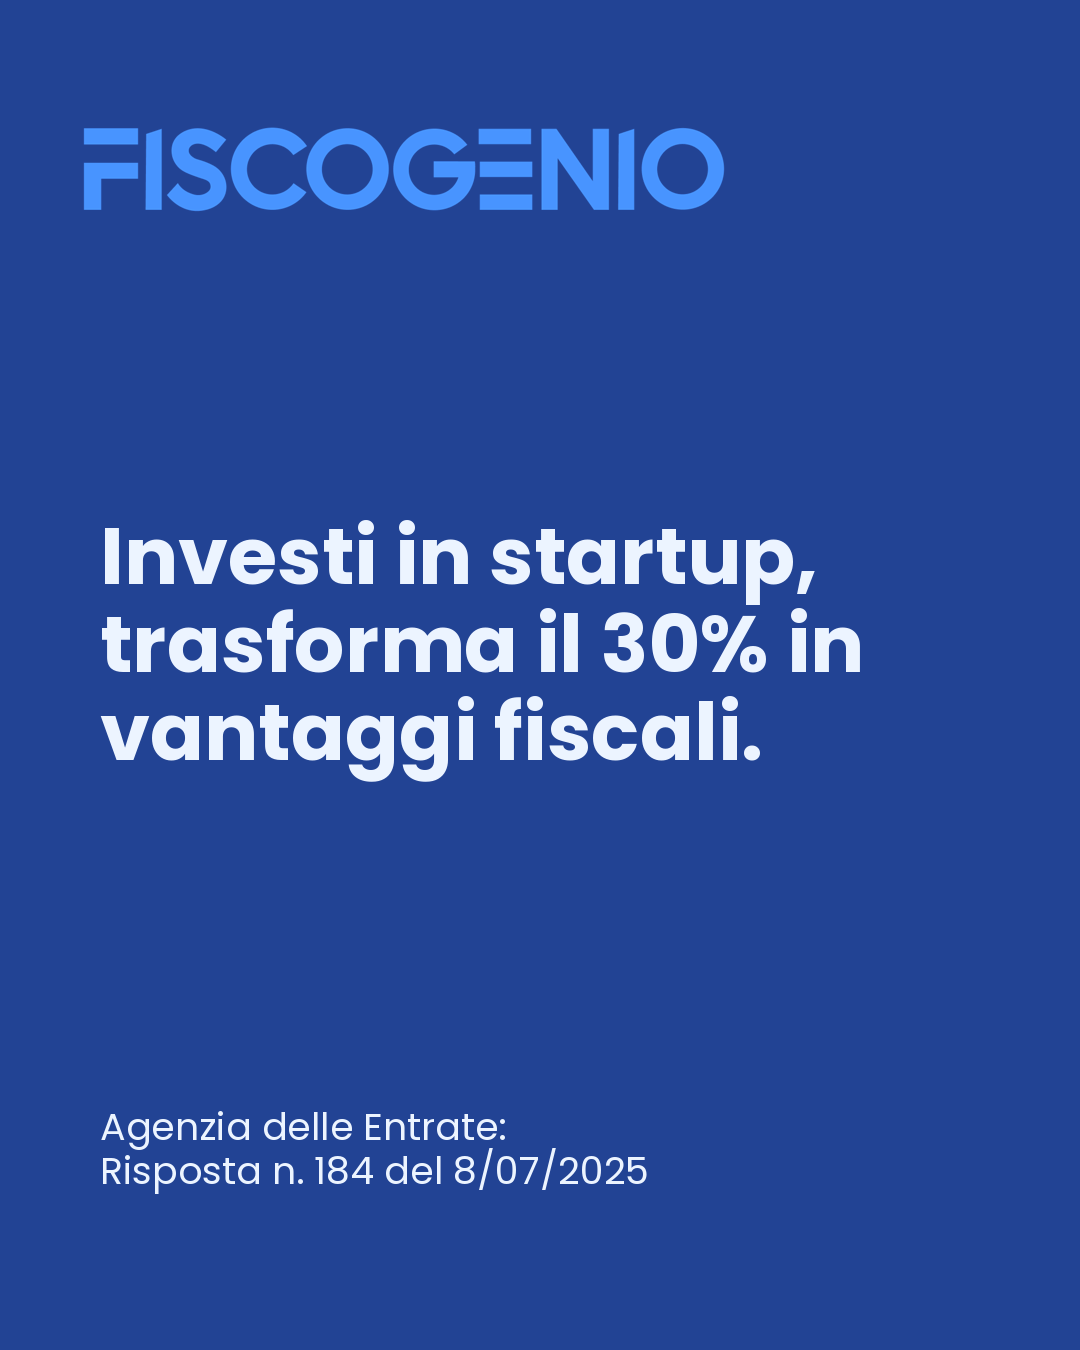 FISCOGENIO
Investi in startup,
trasforma il 30% in
vantaggi fiscali.
Agenzia delle Entrate:
Risposta n. 184 del 8/07/2025